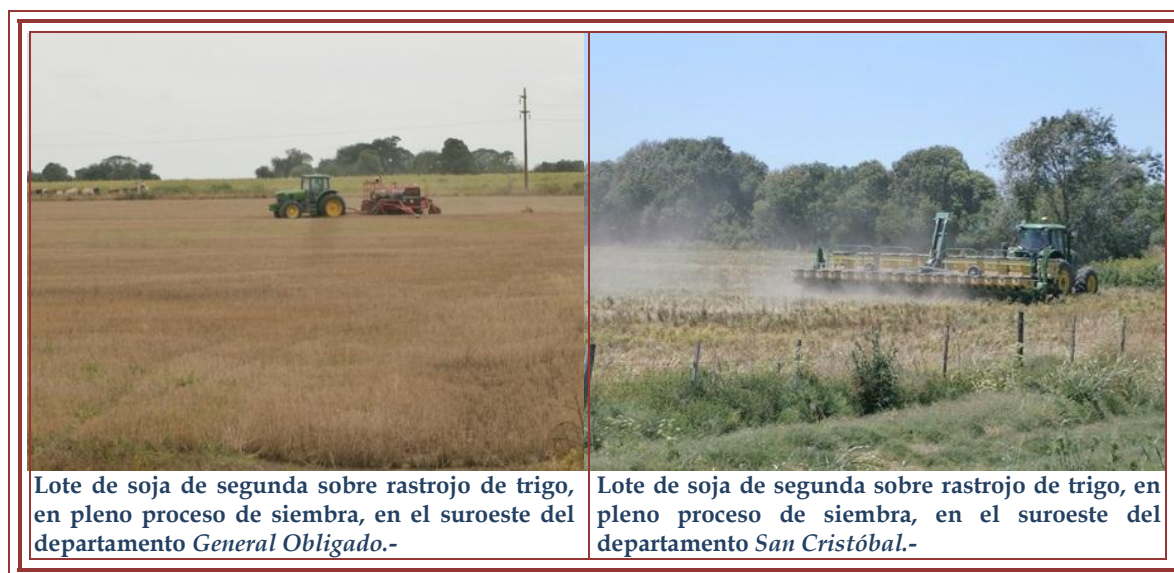 Lote de soja de segunda sobre rastrojo de trigo,
en pleno proceso de siembra, en el suroeste del
departamento General Obligado.-
Lote de soja de segunda sobre rastrojo de trigo, en
pleno proceso de siembra, en el suroeste del
departamento San Cristóbal.-